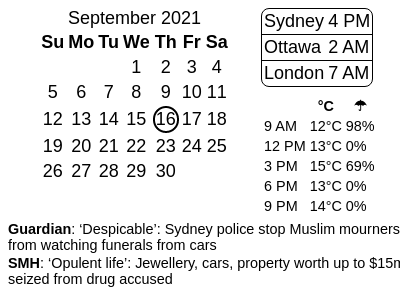 September 2021
Su Mo Tu We Th Fr Sa
1 2 3 4
5 6 7 8 9 10 11
12 13 14 15 16 17 18
19 20 21 22 23 24 25
26 27 28 29 30
Sydney 4 PM
Ottawa 2 AM
London 7 AM
°C ☂
9 AM 12°C 98%
12 PM 13°C 0%
3 PM 15°C 69%
6 PM 13°C 0%
9 PM 14°C 0%
Guardian: ‘Despicable’: Sydney police stop Muslim mourners
from watching funerals from cars
SMH: ‘Opulent life’: Jewellery, cars, property worth up to $15m
seized from drug accused